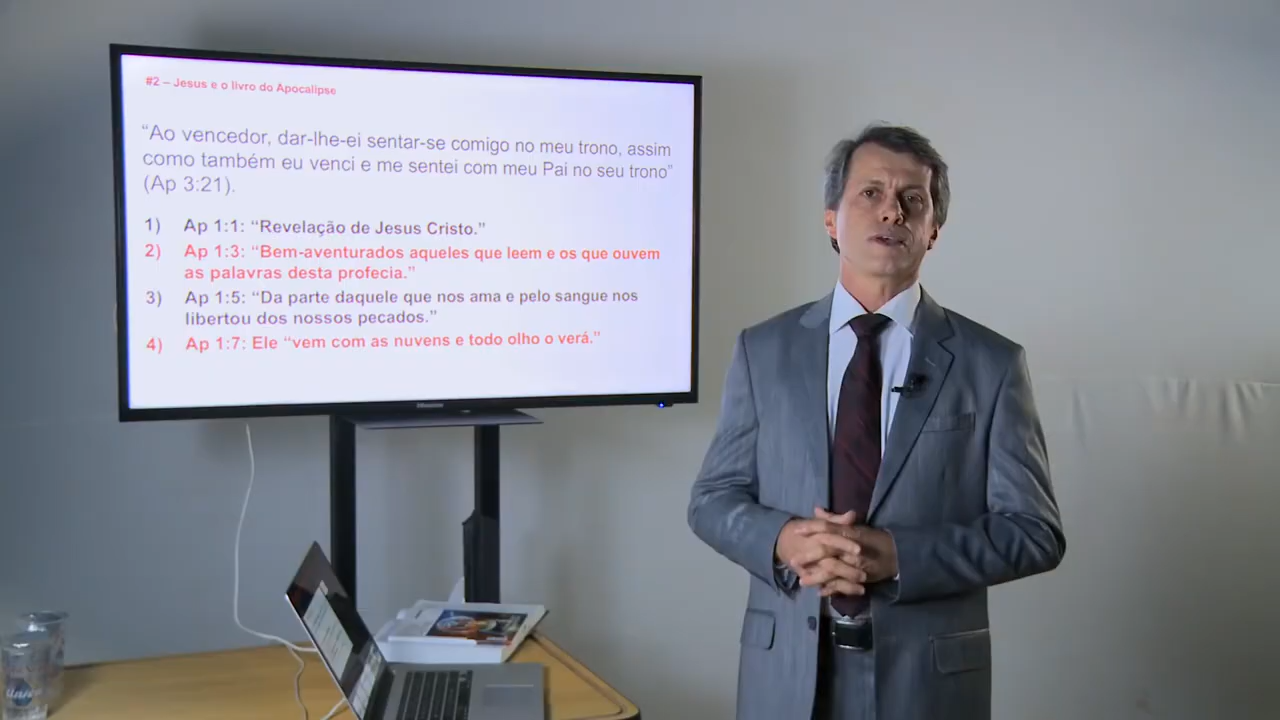 #2 – Jesus e o livro do Apocalipse
“Ao vencedor, dar-lhe-ei sentar-se comigo no meu trono, assim
como também eu venci e me sentei com meu Pai no seu trono”
(Ap 3:21).
1) Ap 1:1: “Revelação de Jesus Cristo.”
2) Ap 1:3: “Bem-aventurados aqueles que leem e os que ouvem
as palavras desta profecia.”
3) Ap 1:5: “Da parte daquele que nos ama e pelo sangue nos
libertou dos nossos pecados.”
4) Ap 1:7: Ele “vem com as nuvens e todo olho o verá.”
Hisense